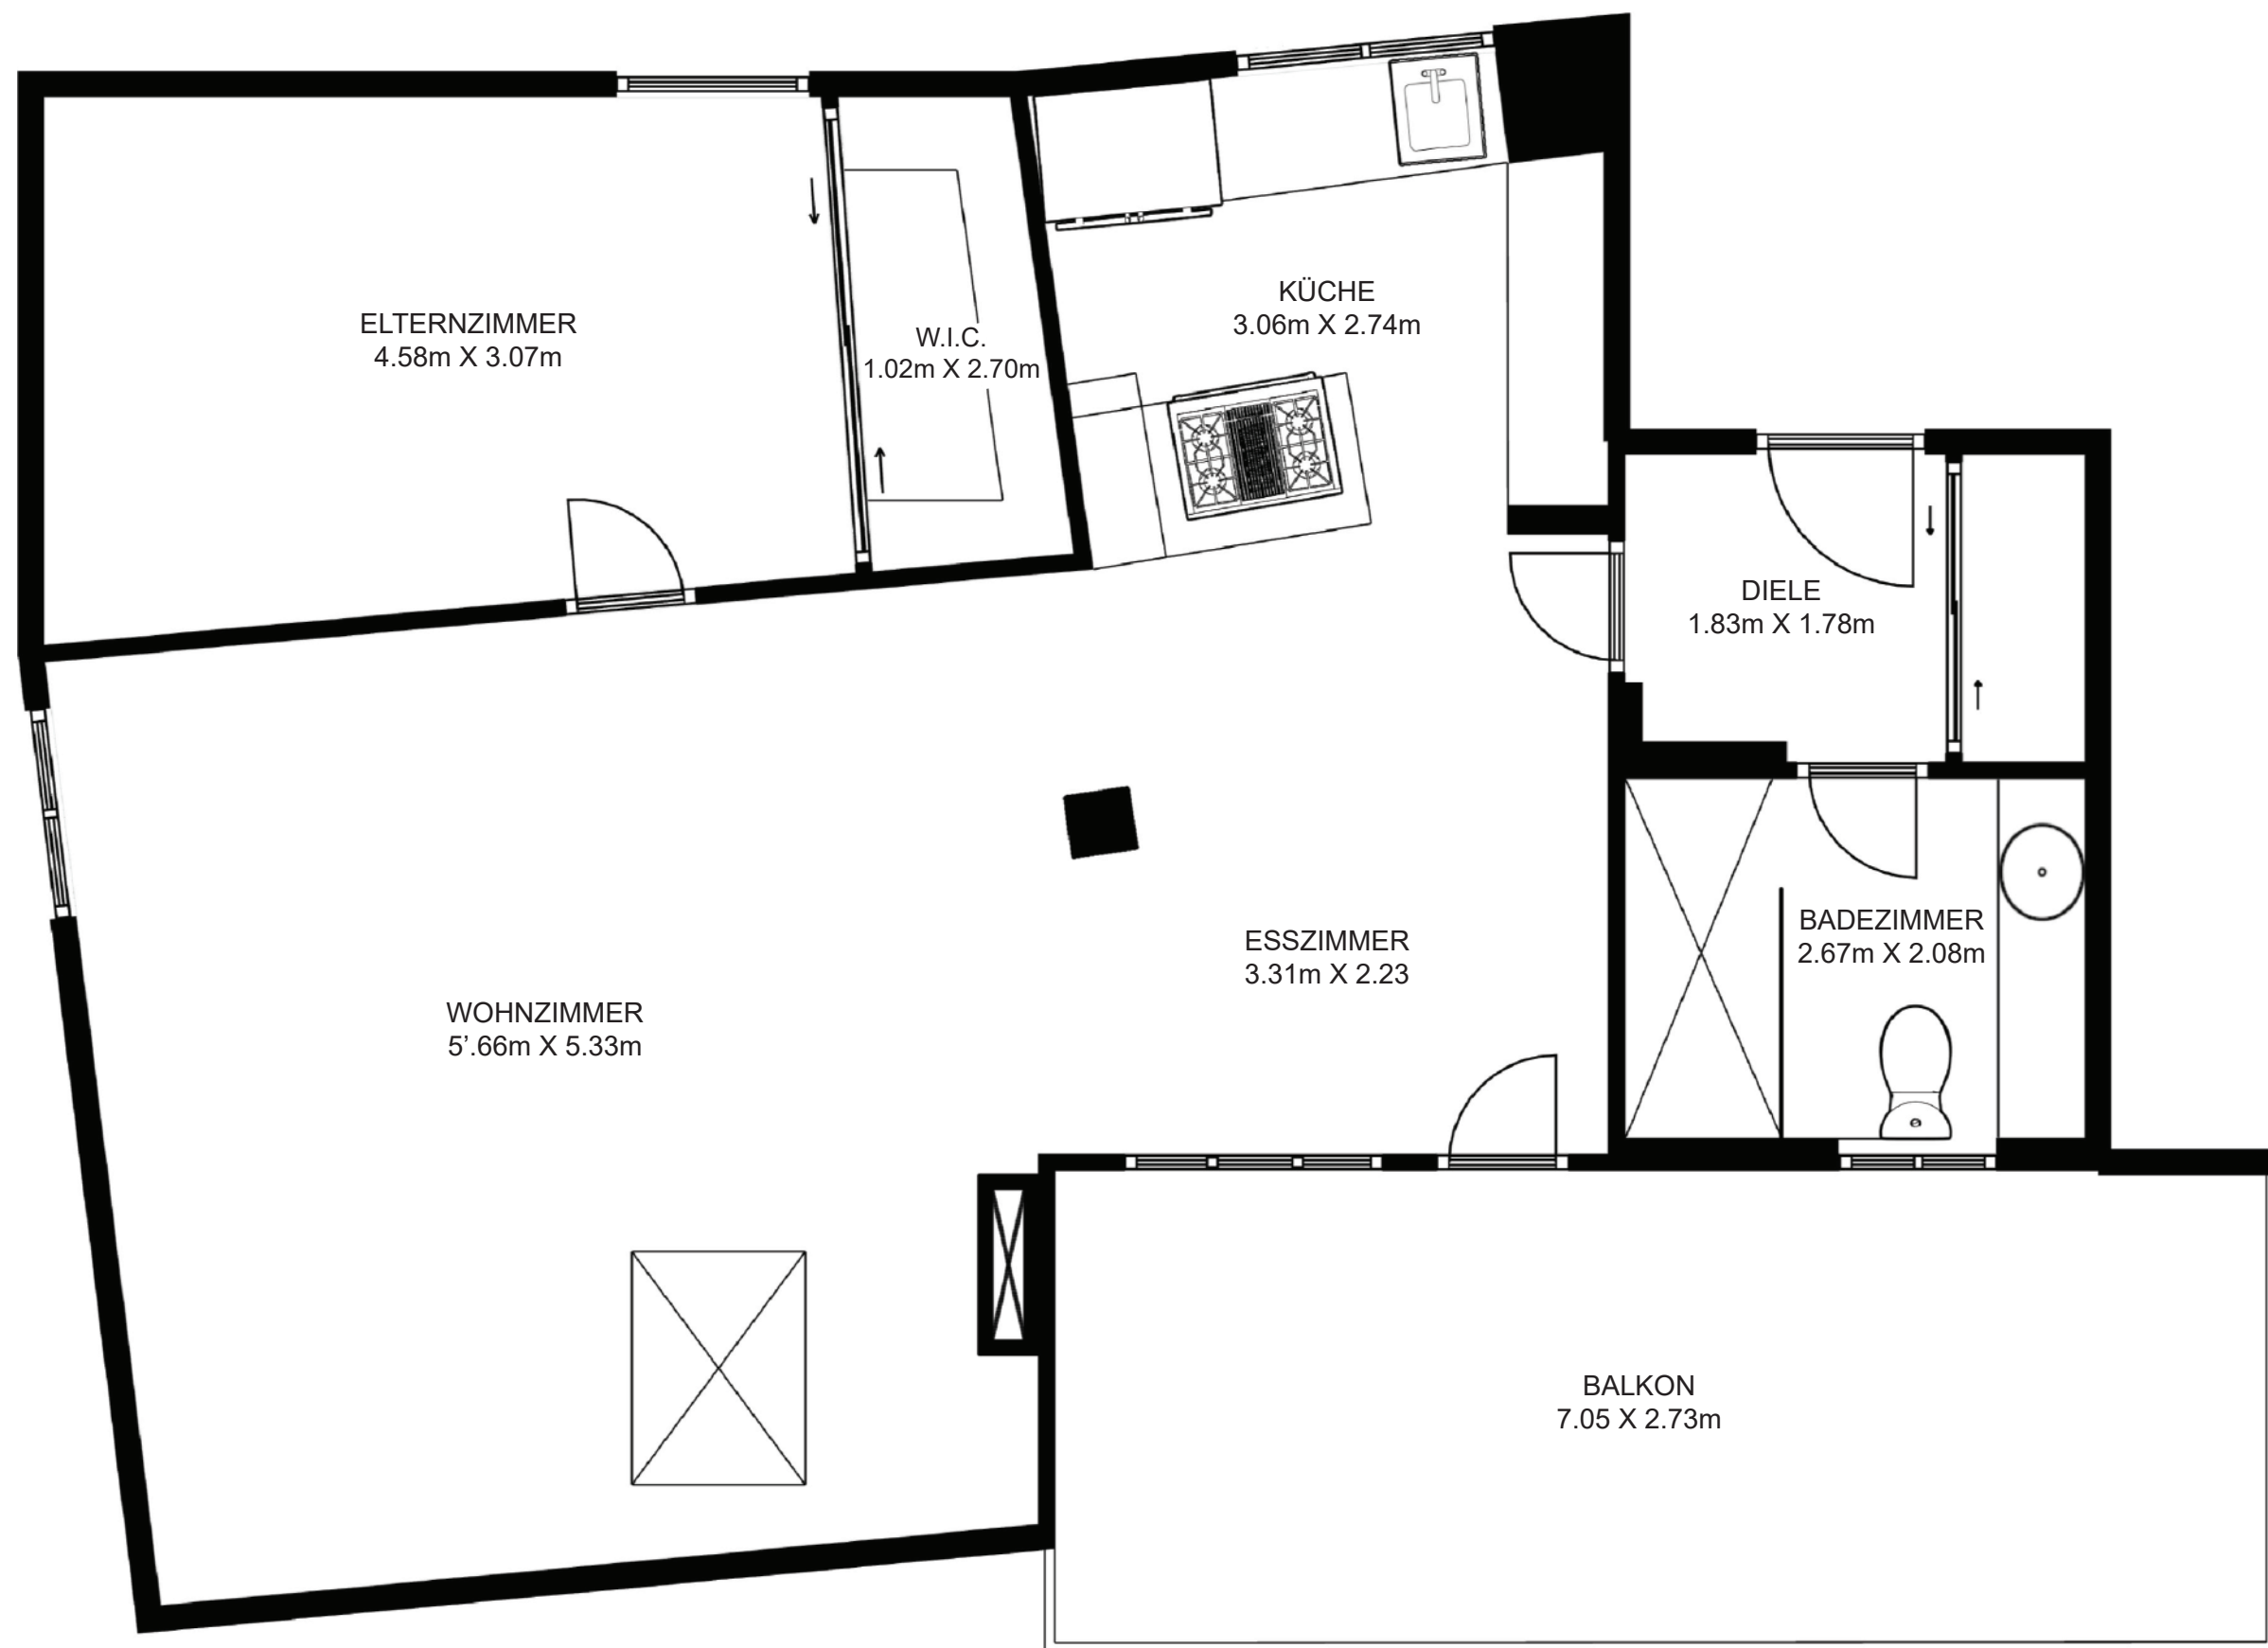 ELTERNZIMMER
4.58m X 3.07m
W.I.C.
1.02m X 2.70m
KÜCHE
3.06m X 2.74m
DIELE
1.83m X 1.78m
BADEZIMMER
2.67m X 2.08m
ESSZIMMER
3.31m X 2.23
WOHNZIMMER
5’.66m X 5.33m
BALKON
7.05 X 2.73m